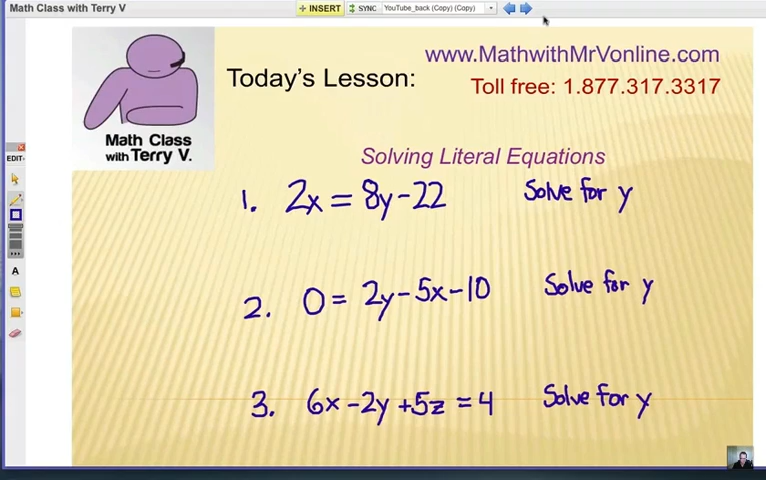 Math Class with Terry V
INSERT
SYNC
YouTube_back (Copy) (Copy)
www.MathwithMrVonline.com
Today's Lesson:
Toll free: 1.877.317.3317
Math Class
with Terry V.
Solving Literal Equations
EDIT
A
1. 2x = 8y - 22 Solve for y
2. 0 = 2y - 5x - 10 Solve for y
3. 6x - 2y + 5z = 4 Solve for y